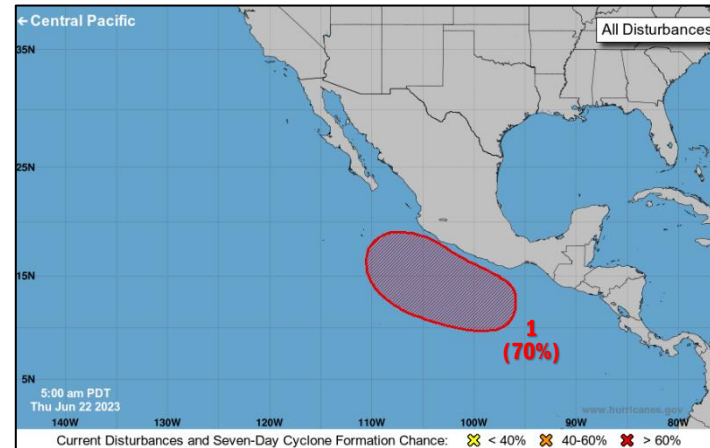 ← Central Pacific
All Disturbances
35N
25N
15N
5N
1
(70%)
5:00 am PDT
Thu Jun 22 2023
www.hurricanes.gov
140W 130W 120W 110W 100W 90W 80W
Current Disturbances and Seven-Day Cyclone Formation Chance: < 40% 40-60% > 60%